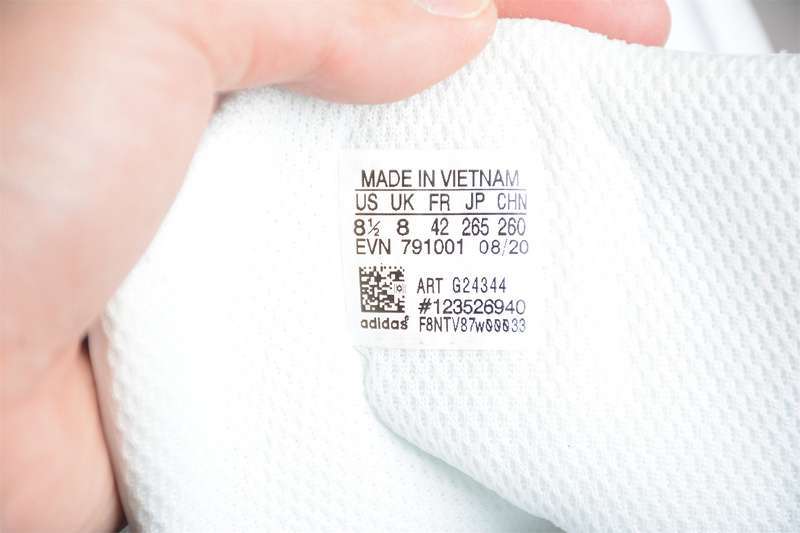 MADE IN VIETNAM
US UK FR JP CHN
8½ 8 42 265 260
EVN 791001 08/20
ART G24344
#123526940
adidas F8NTV87w00033